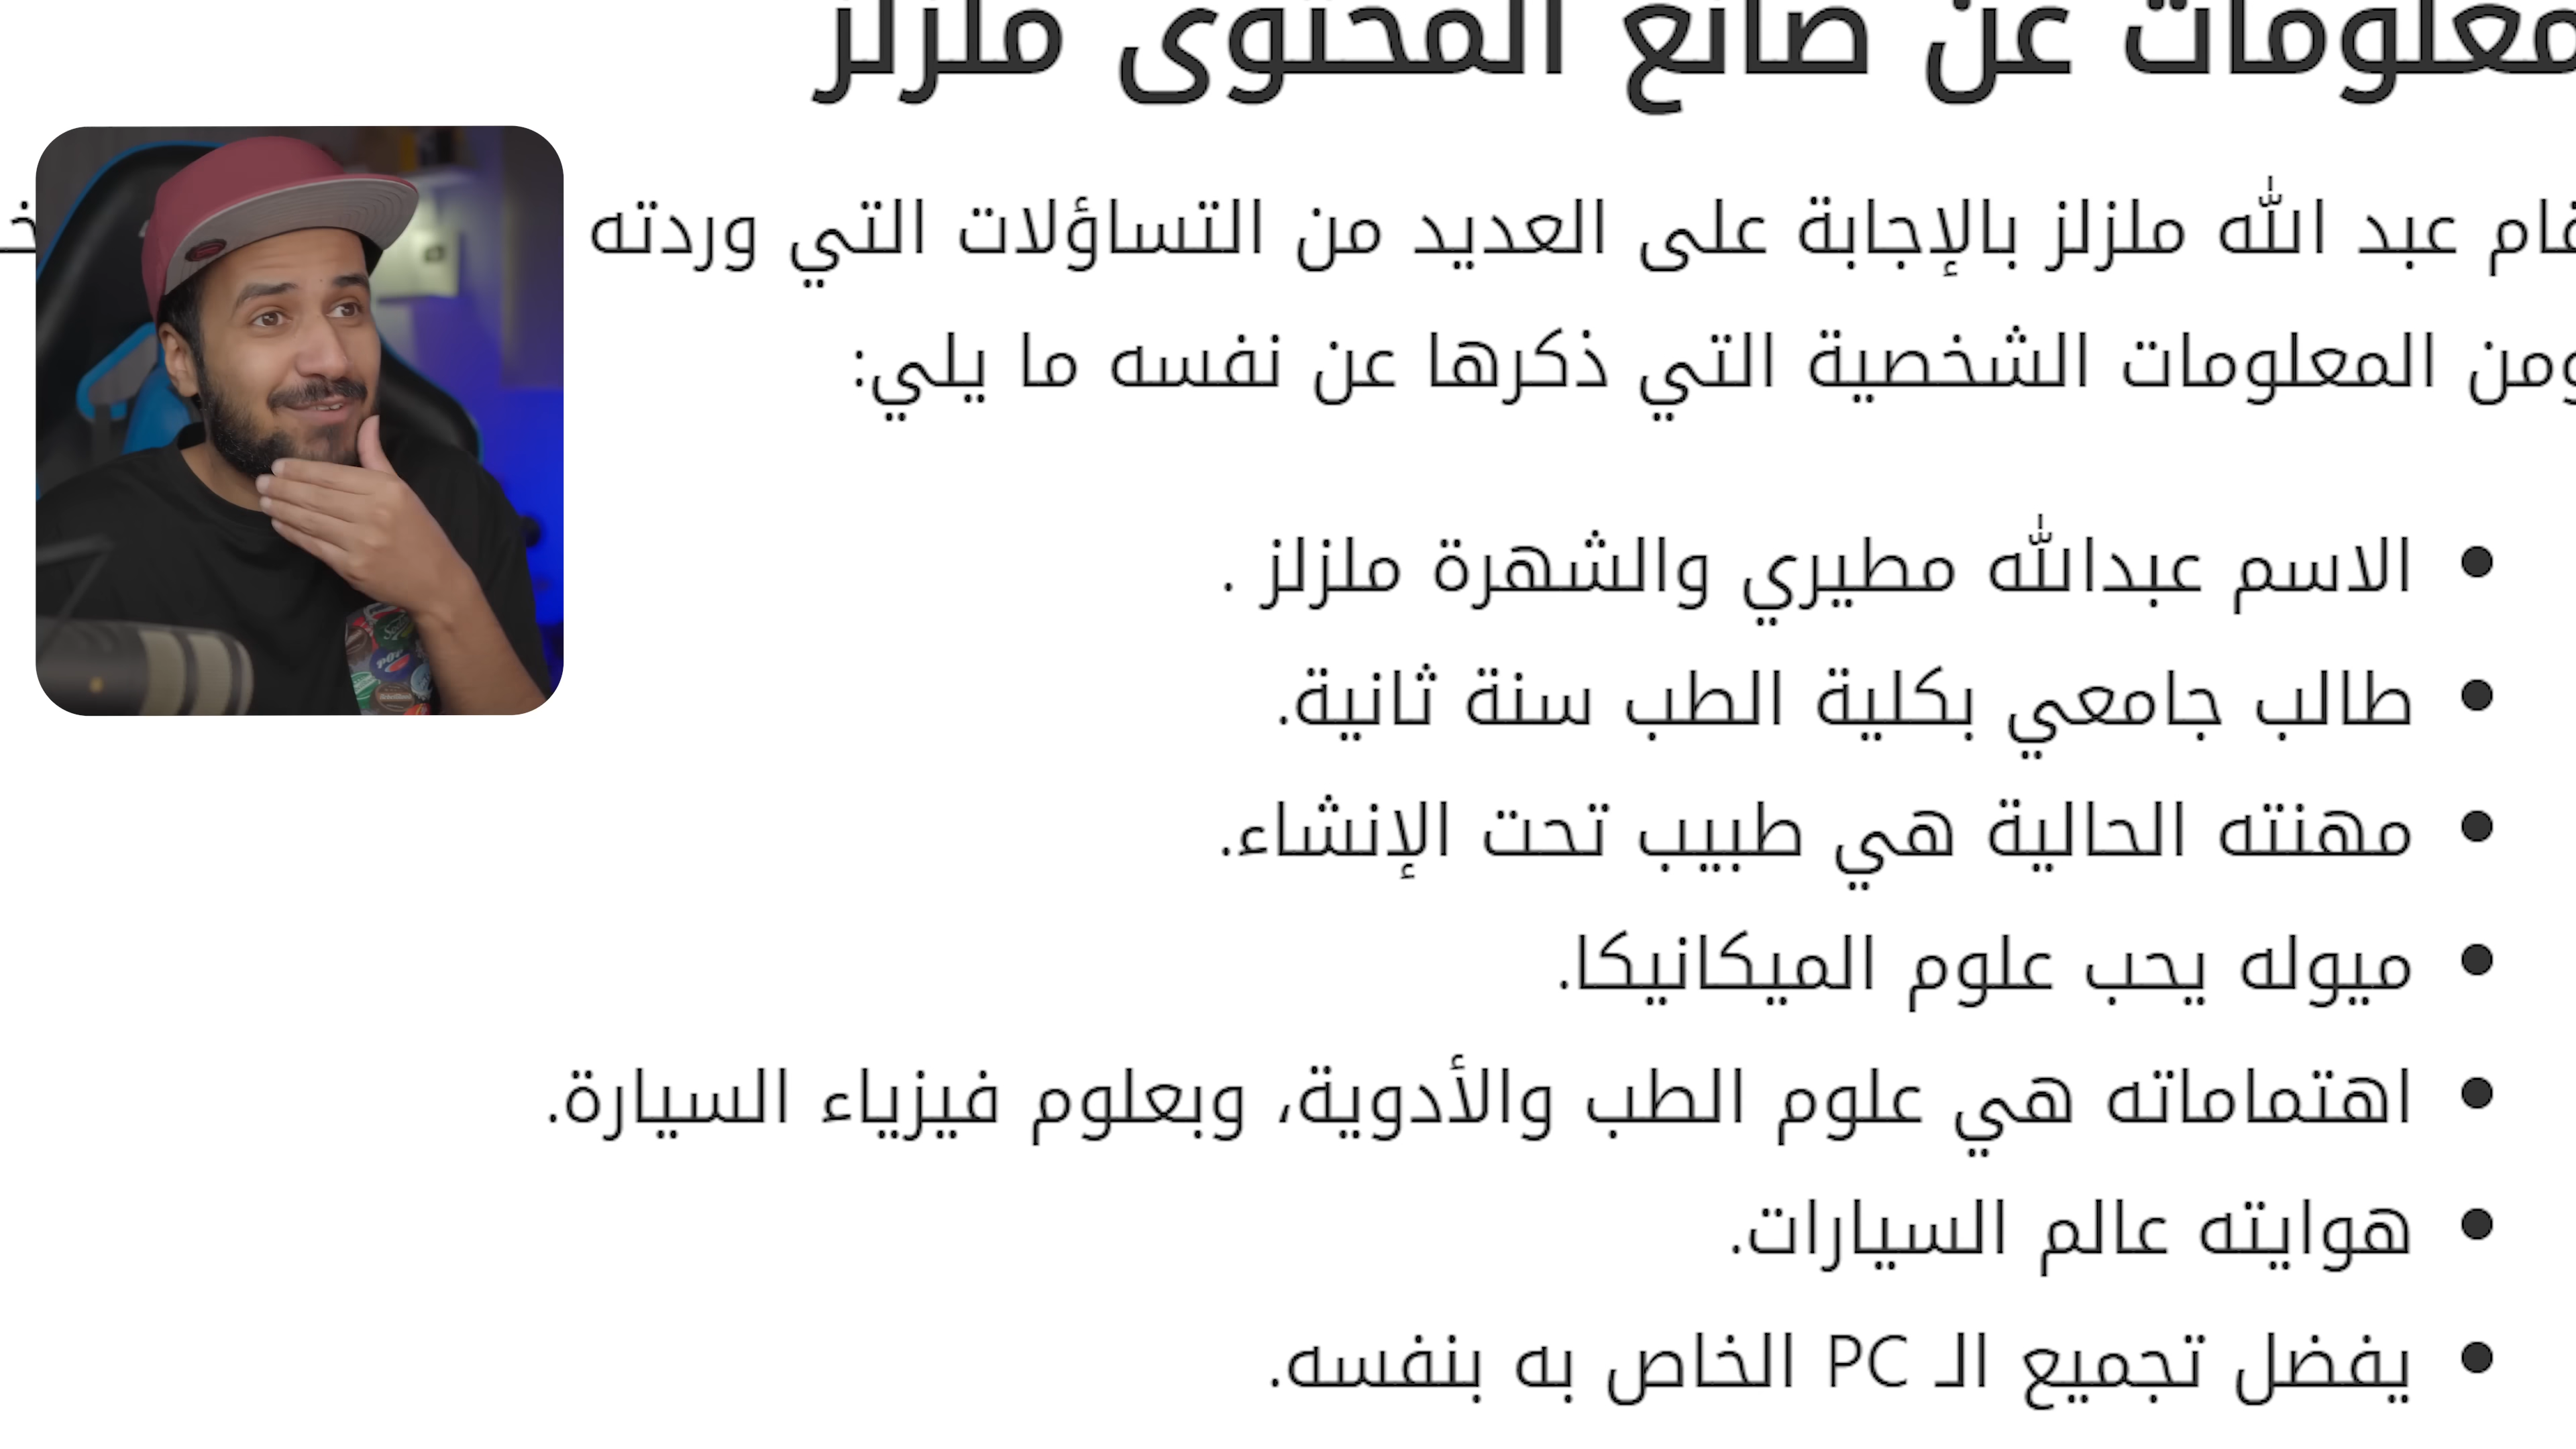 معلومات عن صانع المحتوى ملزلز
قام عبد الله ملزلز بالإجابة على العديد من التساؤلات التي وردته
ومن المعلومات الشخصية التي ذكرها عن نفسه ما يلي:
• الاسم عبدالله مطيري والشهرة ملزلز .
• طالب جامعي بكلية الطب سنة ثانية.
• مهنته الحالية هي طبيب تحت الإنشاء.
• ميوله يحب علوم الميكانيكا.
• اهتماماته هي علوم الطب والأدوية، وبعلوم فيزياء السيارة.
• هوايته عالم السيارات.
• يفضل تجميع الـ PC الخاص به بنفسه.